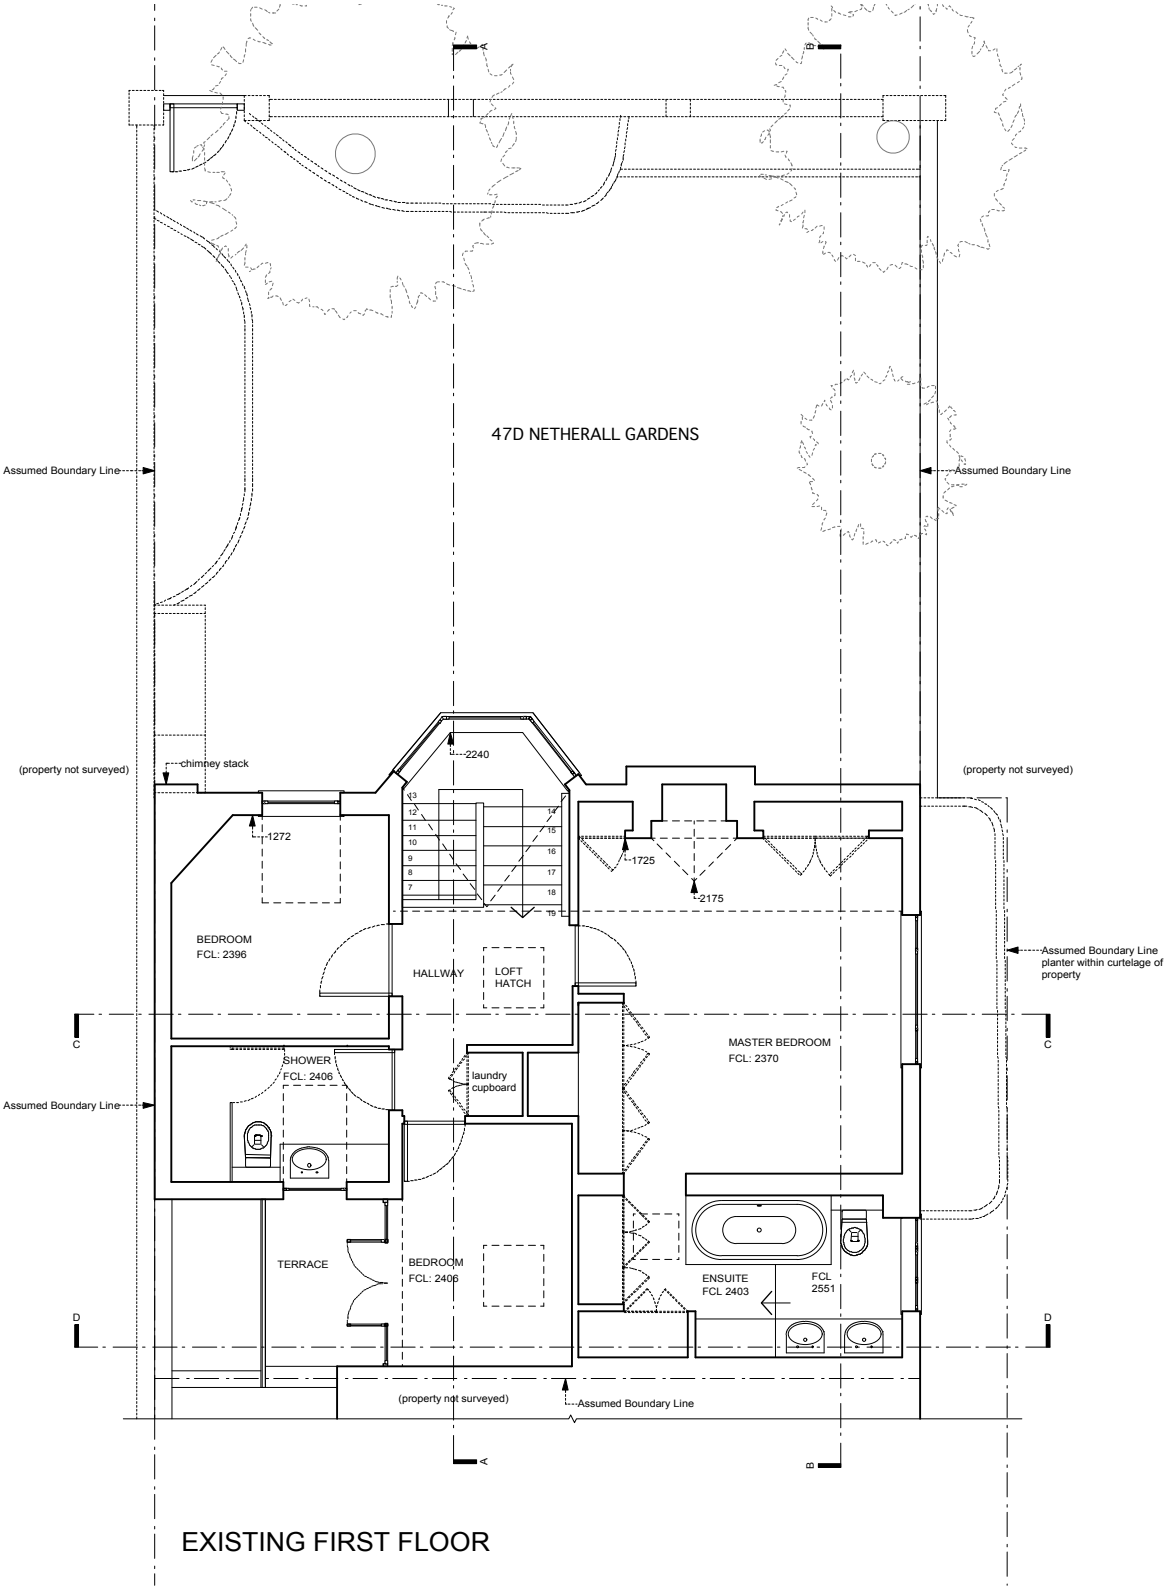 A
B
47D NETHERALL GARDENS
Assumed Boundary Line
Assumed Boundary Line
(property not surveyed)
chimney stack
2240
(property not surveyed)
13
12
11
10
9
8
7
14
15
16
17
18
19
1272
1725
2175
BEDROOM
FCL: 2396
HALLWAY
LOFT
HATCH
Assumed Boundary Line
planter within curtelage of
property
C
C
MASTER BEDROOM
FCL: 2370
SHOWER
FCL: 2406
laundry
cupboard
Assumed Boundary Line
TERRACE
BEDROOM
FCL: 2406
ENSUITE
FCL 2403
FCL
2551
D
D
(property not surveyed)
Assumed Boundary Line
A
B
EXISTING FIRST FLOOR